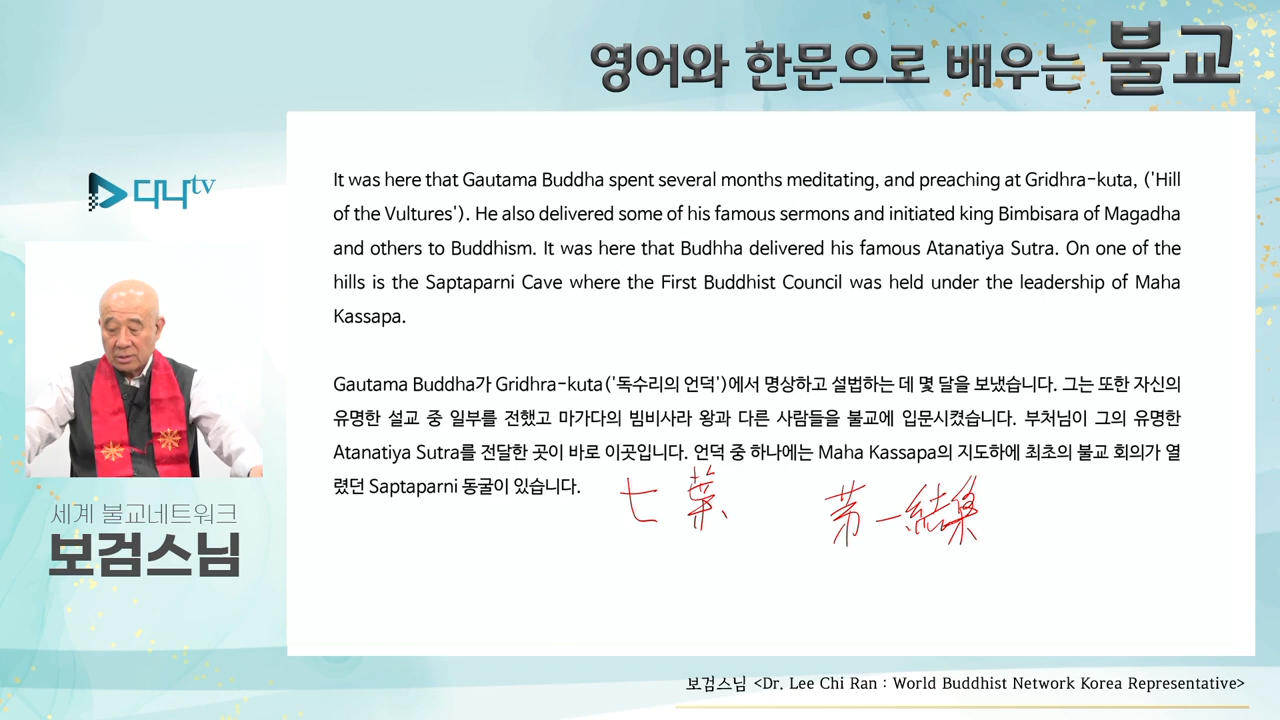 영어와 한문으로 배우는 불교
디나tv
It was here that Gautama Buddha spent several months meditating, and preaching at Gridhra-kuta, ('Hill
of the Vultures'). He also delivered some of his famous sermons and initiated king Bimbisara of Magadha
and others to Buddhism. It was here that Budhha delivered his famous Atanatiya Sutra. On one of the
hills is the Saptaparni Cave where the First Buddhist Council was held under the leadership of Maha
Kassapa.
Gautama Buddha가 Gridhra-kuta('독수리의 언덕')에서 명상하고 설법하는 데 몇 달을 보냈습니다. 그는 또한 자신의
유명한 설교 중 일부를 전했고 마가다의 빔비사라 왕과 다른 사람들을 불교에 입문시켰습니다. 부처님이 그의 유명한
Atanatiya Sutra를 전달한 곳이 바로 이곳입니다. 언덕 중 하나에는 Maha Kassapa의 지도하에 최초의 불교 회의가 열
렸던 Saptaparni 동굴이 있습니다.
七葉 第一結集
세계 불교네트워크
보검스님
보검스님 <Dr. Lee Chi Ran : World Buddhist Network Korea Representative>